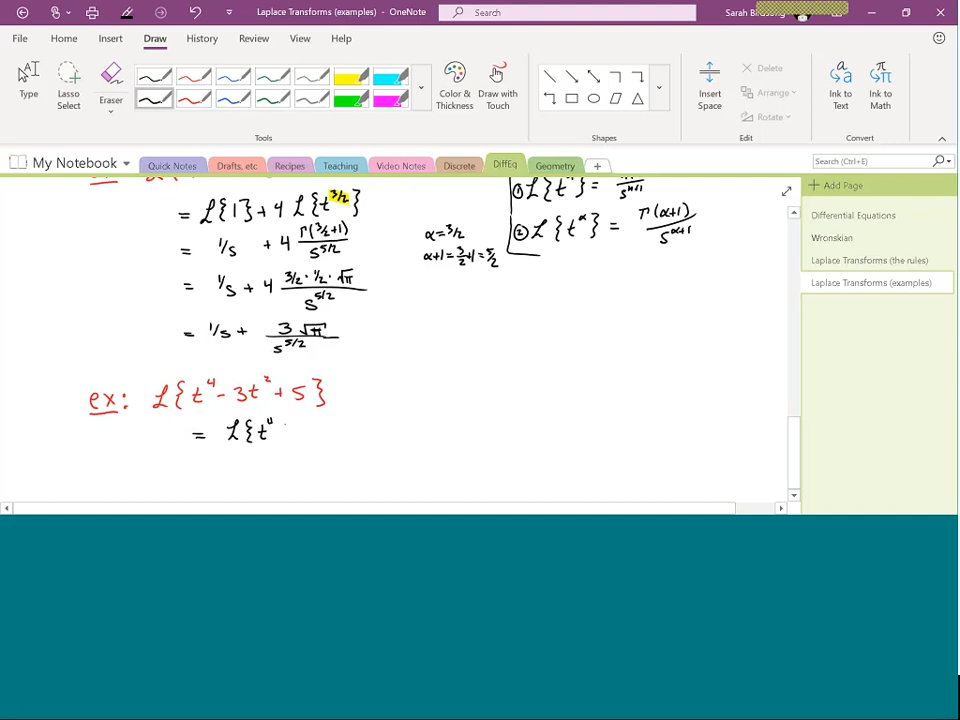 Laplace Transforms (examples) - OneNote
Search
Sarah
File Home Insert Draw History Review View Help
Type
Lasso Select
Eraser
Color & Thickness
Draw with Touch
Insert Space
Delete
Arrange
Rotate
Ink to Text
Ink to Math
Tools
Shapes
Edit
Convert
My Notebook
Quick Notes Drafts, etc. Recipes Teaching Video Notes Discrete DiffEq Geometry +
Search (Ctrl+E)
+ Add Page
Differential Equations
Wronskian
Laplace Transforms (the rules)
Laplace Transforms (examples)
= ℒ{1} + 4 ℒ{t^3/2}
= 1/s + 4 Γ(3/2+1)/s^5/2
= 1/s + 4 (3/2 · 1/2 · √π)/s^5/2
= 1/s + 3√π/s^5/2
α = 3/2
α+1 = 3/2+1 = 5/2
② ℒ{t^α} = Γ(α+1)/s^α+1
ex: ℒ{t^4 - 3t^2 + 5}
= ℒ{t^4